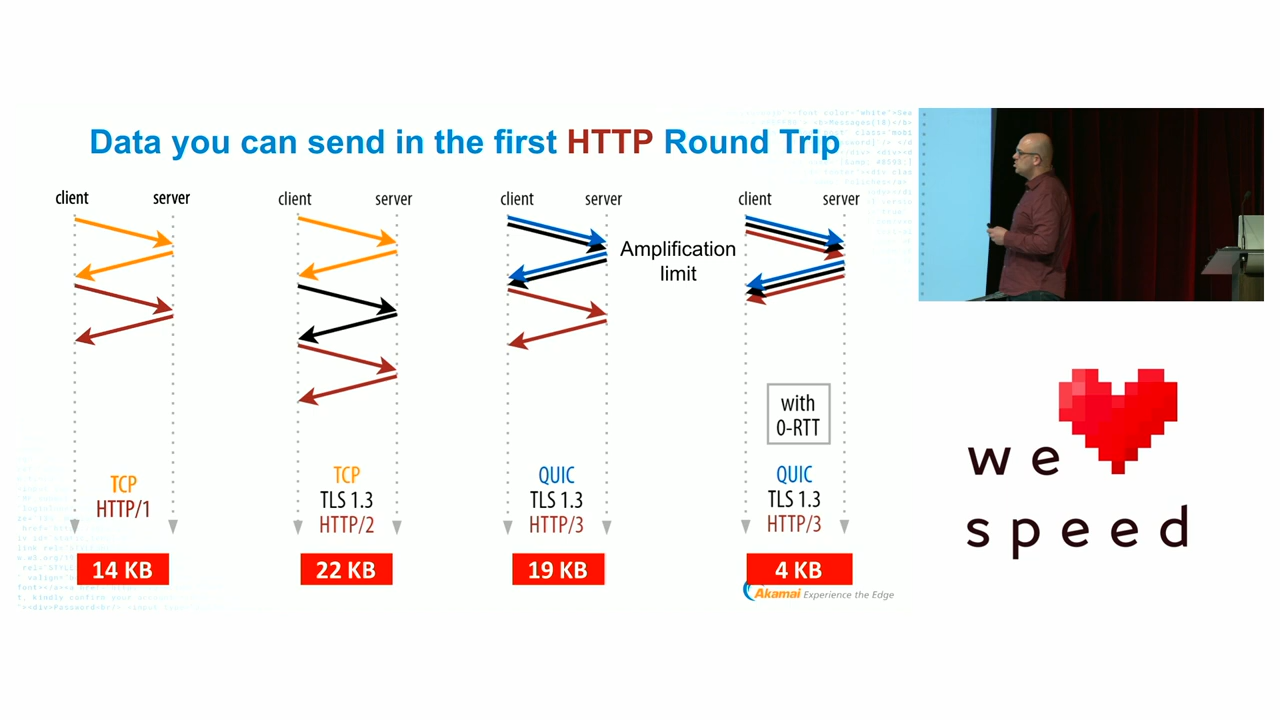 Data you can send in the first HTTP Round Trip
client server
TCP
HTTP/1
14 KB
client server
TCP
TLS 1.3
HTTP/2
22 KB
client server
Amplification
limit
QUIC
TLS 1.3
HTTP/3
19 KB
client server
with
0-RTT
QUIC
TLS 1.3
HTTP/3
4 KB
Akamai Experience the Edge
we
speed